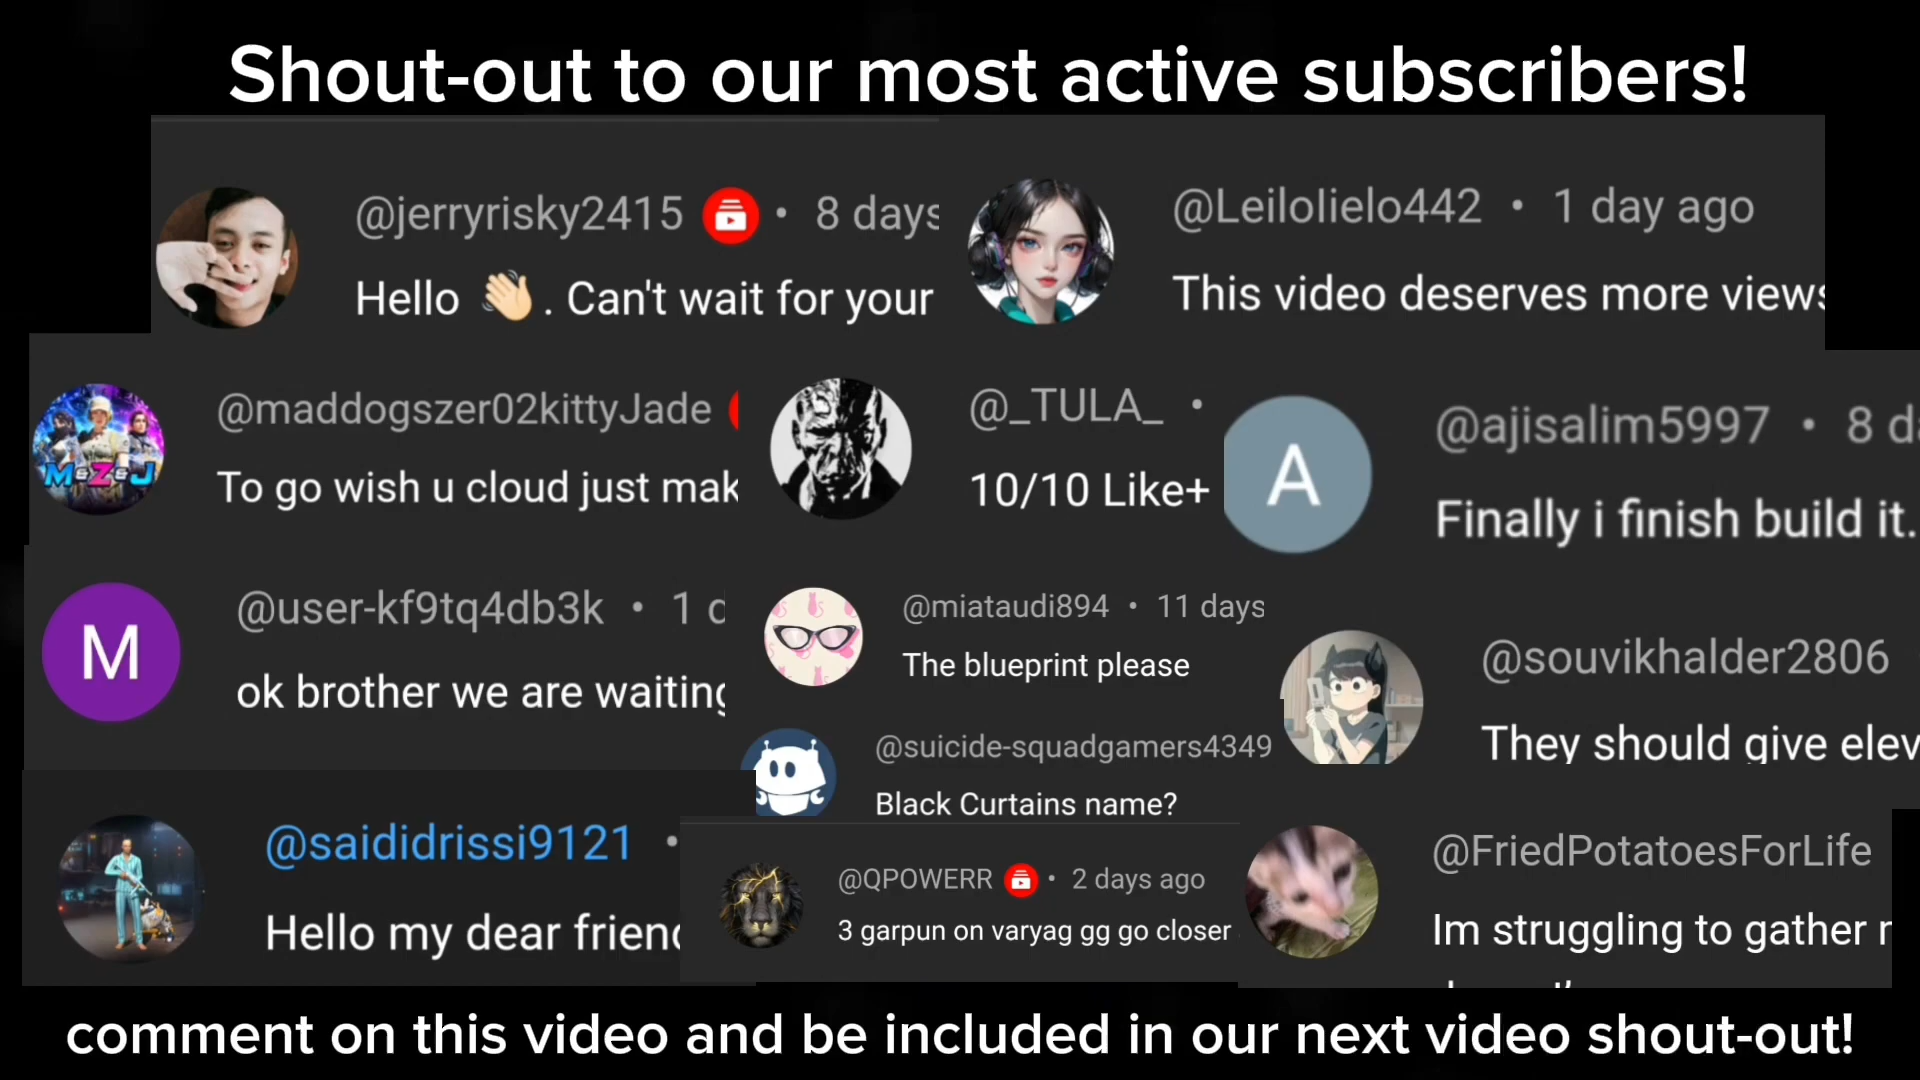 Shout-out to our most active subscribers!
@jerryrisky2415 • 8 days
Hello 👋. Can't wait for your
@Leilolielo442 • 1 day ago
This video deserves more views
@maddogszer02kittyJade
To go wish u cloud just mak
M&Z&J
@_TULA_ •
10/10 Like+
A
@ajisalim5997 • 8 da
Finally i finish build it.
M
@user-kf9tq4db3k • 1 d
ok brother we are waiting
@miataudi894 • 11 days
The blueprint please
@souvikhalder2806
They should give elev
@suicide-squadgamers4349
Black Curtains name?
@saididrissi9121 •
Hello my dear friend
@QPOWERR • 2 days ago
3 garpun on varyag gg go closer
@FriedPotatoesForLife
Im struggling to gather r
comment on this video and be included in our next video shout-out!